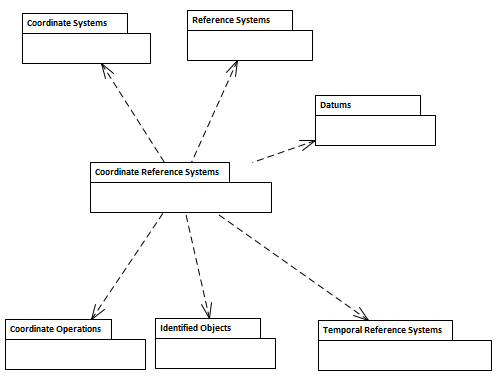 Coordinate Systems
Reference Systems
Datums
Coordinate Reference Systems
Coordinate Operations
Identified Objects
Temporal Reference Systems